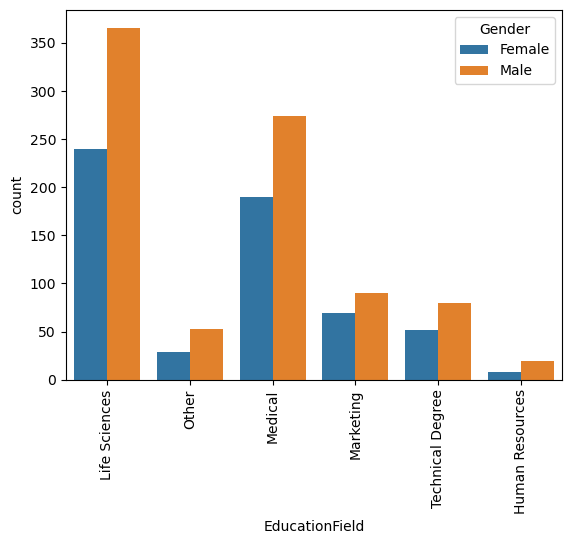 Gender
Female
Male
count
350
300
250
200
150
100
50
0
Life Sciences
Other
Medical
Marketing
Technical Degree
Human Resources
EducationField